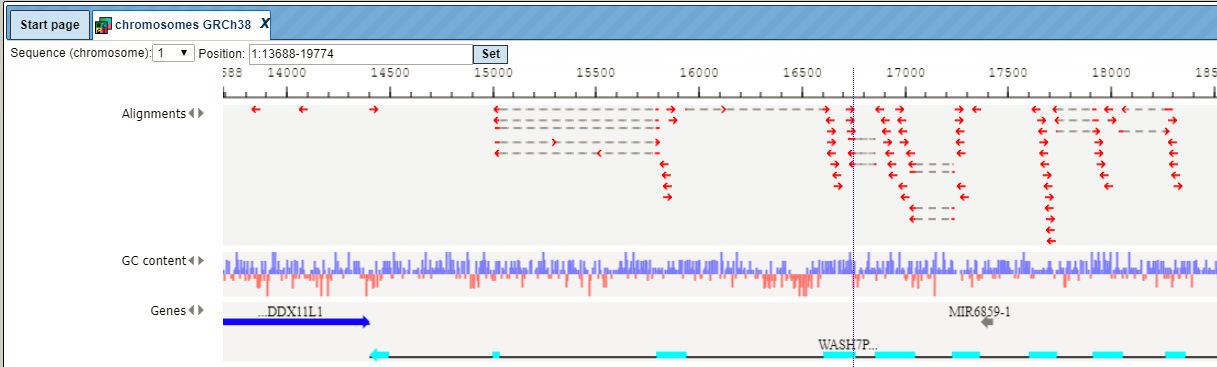 Start page chromosomes GRCh38 X
Sequence (chromosome): 1 Position: 1:13688-19774 Set
588 14000 14500 15000 15500 16000 16500 17000 17500 18000 185
Alignments
GC content
Genes
...DDX11L1 MIR6859-1
WASH7P...